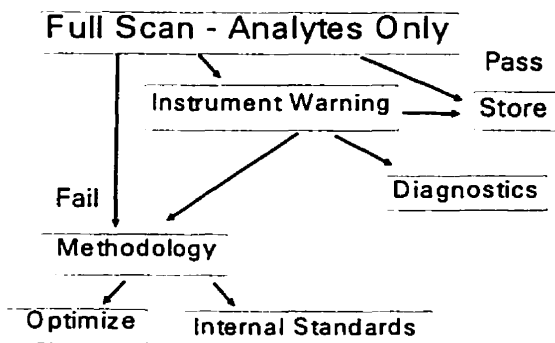 Full Scan - Analytes Only
Pass
Instrument Warning
Store
Diagnostics
Fail
Methodology
Optimize
Internal Standards